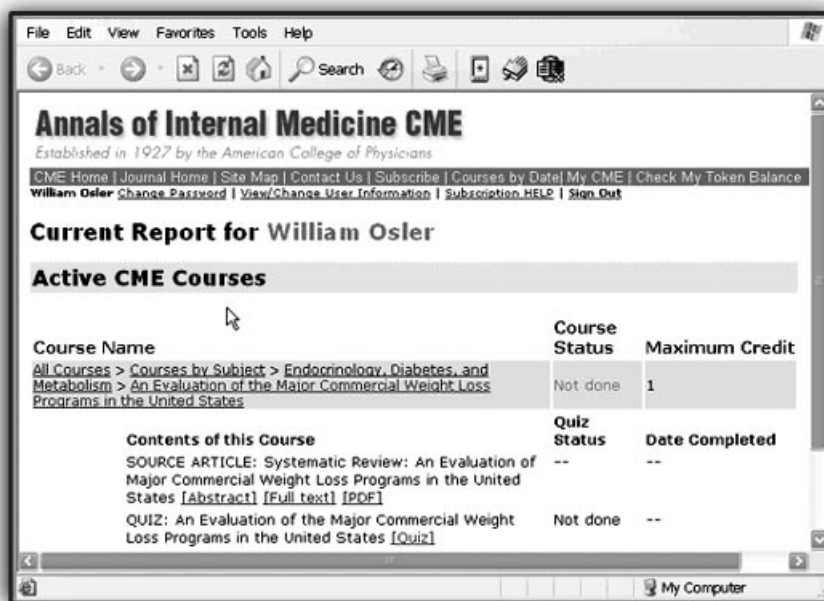 File Edit View Favorites Tools Help
Back Search
Annals of Internal Medicine CME
Established in 1927 by the American College of Physicians
CME Home | Journal Home | Site Map | Contact Us | Subscribe | Courses by Date| My CME | Check My Token Balance
William Osler Change Password | View/Change User Information | Subscription HELP | Sign Out
Current Report for William Osler
Active CME Courses
Course Name Course Status Maximum Credit
All Courses > Courses by Subject > Endocrinology, Diabetes, and
Metabolism > An Evaluation of the Major Commercial Weight Loss
Programs in the United States
Not done 1
Contents of this Course Quiz Status Date Completed
SOURCE ARTICLE: Systematic Review: An Evaluation of -- --
Major Commercial Weight Loss Programs in the United
States [Abstract] [Full text] [PDF]
QUIZ: An Evaluation of the Major Commercial Weight Not done --
Loss Programs in the United States [Quiz]
My Computer